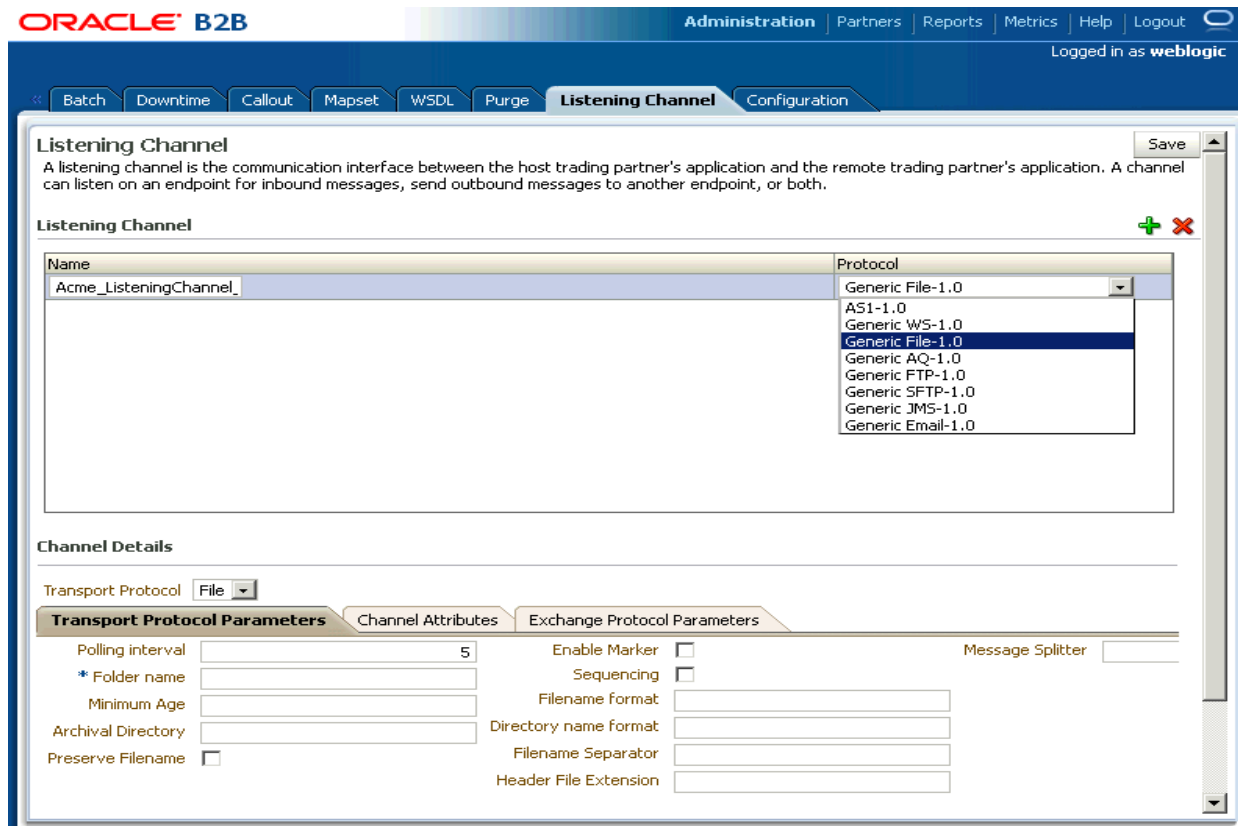 ORACLE B2B
Administration | Partners | Reports | Metrics | Help | Logout
Logged in as weblogic
« Batch Downtime Callout Mapset WSDL Purge Listening Channel Configuration
Listening Channel
Save
A listening channel is the communication interface between the host trading partner's application and the remote trading partner's application. A channel
can listen on an endpoint for inbound messages, send outbound messages to another endpoint, or both.
Listening Channel
Name Protocol
Acme_ListeningChannel_ Generic File-1.0
AS1-1.0
Generic WS-1.0
Generic File-1.0
Generic AQ-1.0
Generic FTP-1.0
Generic SFTP-1.0
Generic JMS-1.0
Generic Email-1.0
Channel Details
Transport Protocol File
Transport Protocol Parameters Channel Attributes Exchange Protocol Parameters
Polling interval 5 Enable Marker Message Splitter
* Folder name Sequencing
Minimum Age Filename format
Archival Directory Directory name format
Preserve Filename Filename Separator
Header File Extension